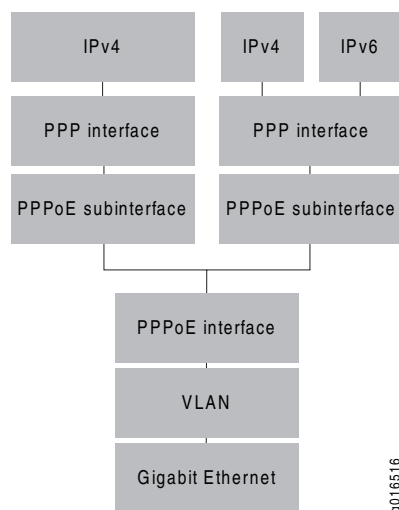 IPv4
IPv4
IPv6
PPP interface
PPP interface
PPPoE subinterface
PPPoE subinterface
PPPoE interface
VLAN
Gigabit Ethernet
g016516